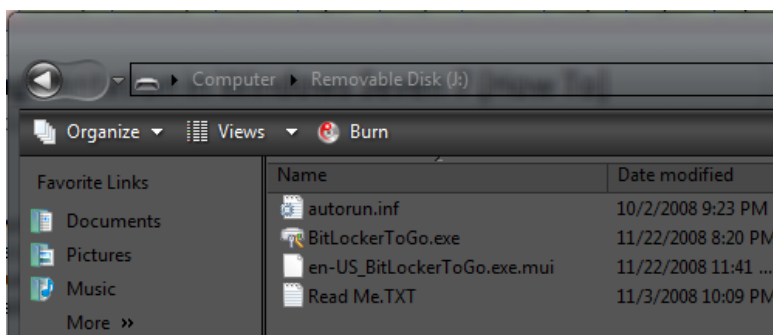 Computer Removable Disk (J:)
Organize Views Burn
Favorite Links
Documents
Pictures
Music
More »
Name Date modified
autorun.inf 10/2/2008 9:23 PM
BitLockerToGo.exe 11/22/2008 8:20 PM
en-US_BitLockerToGo.exe.mui 11/22/2008 11:41 ...
Read Me.TXT 11/3/2008 10:09 PM